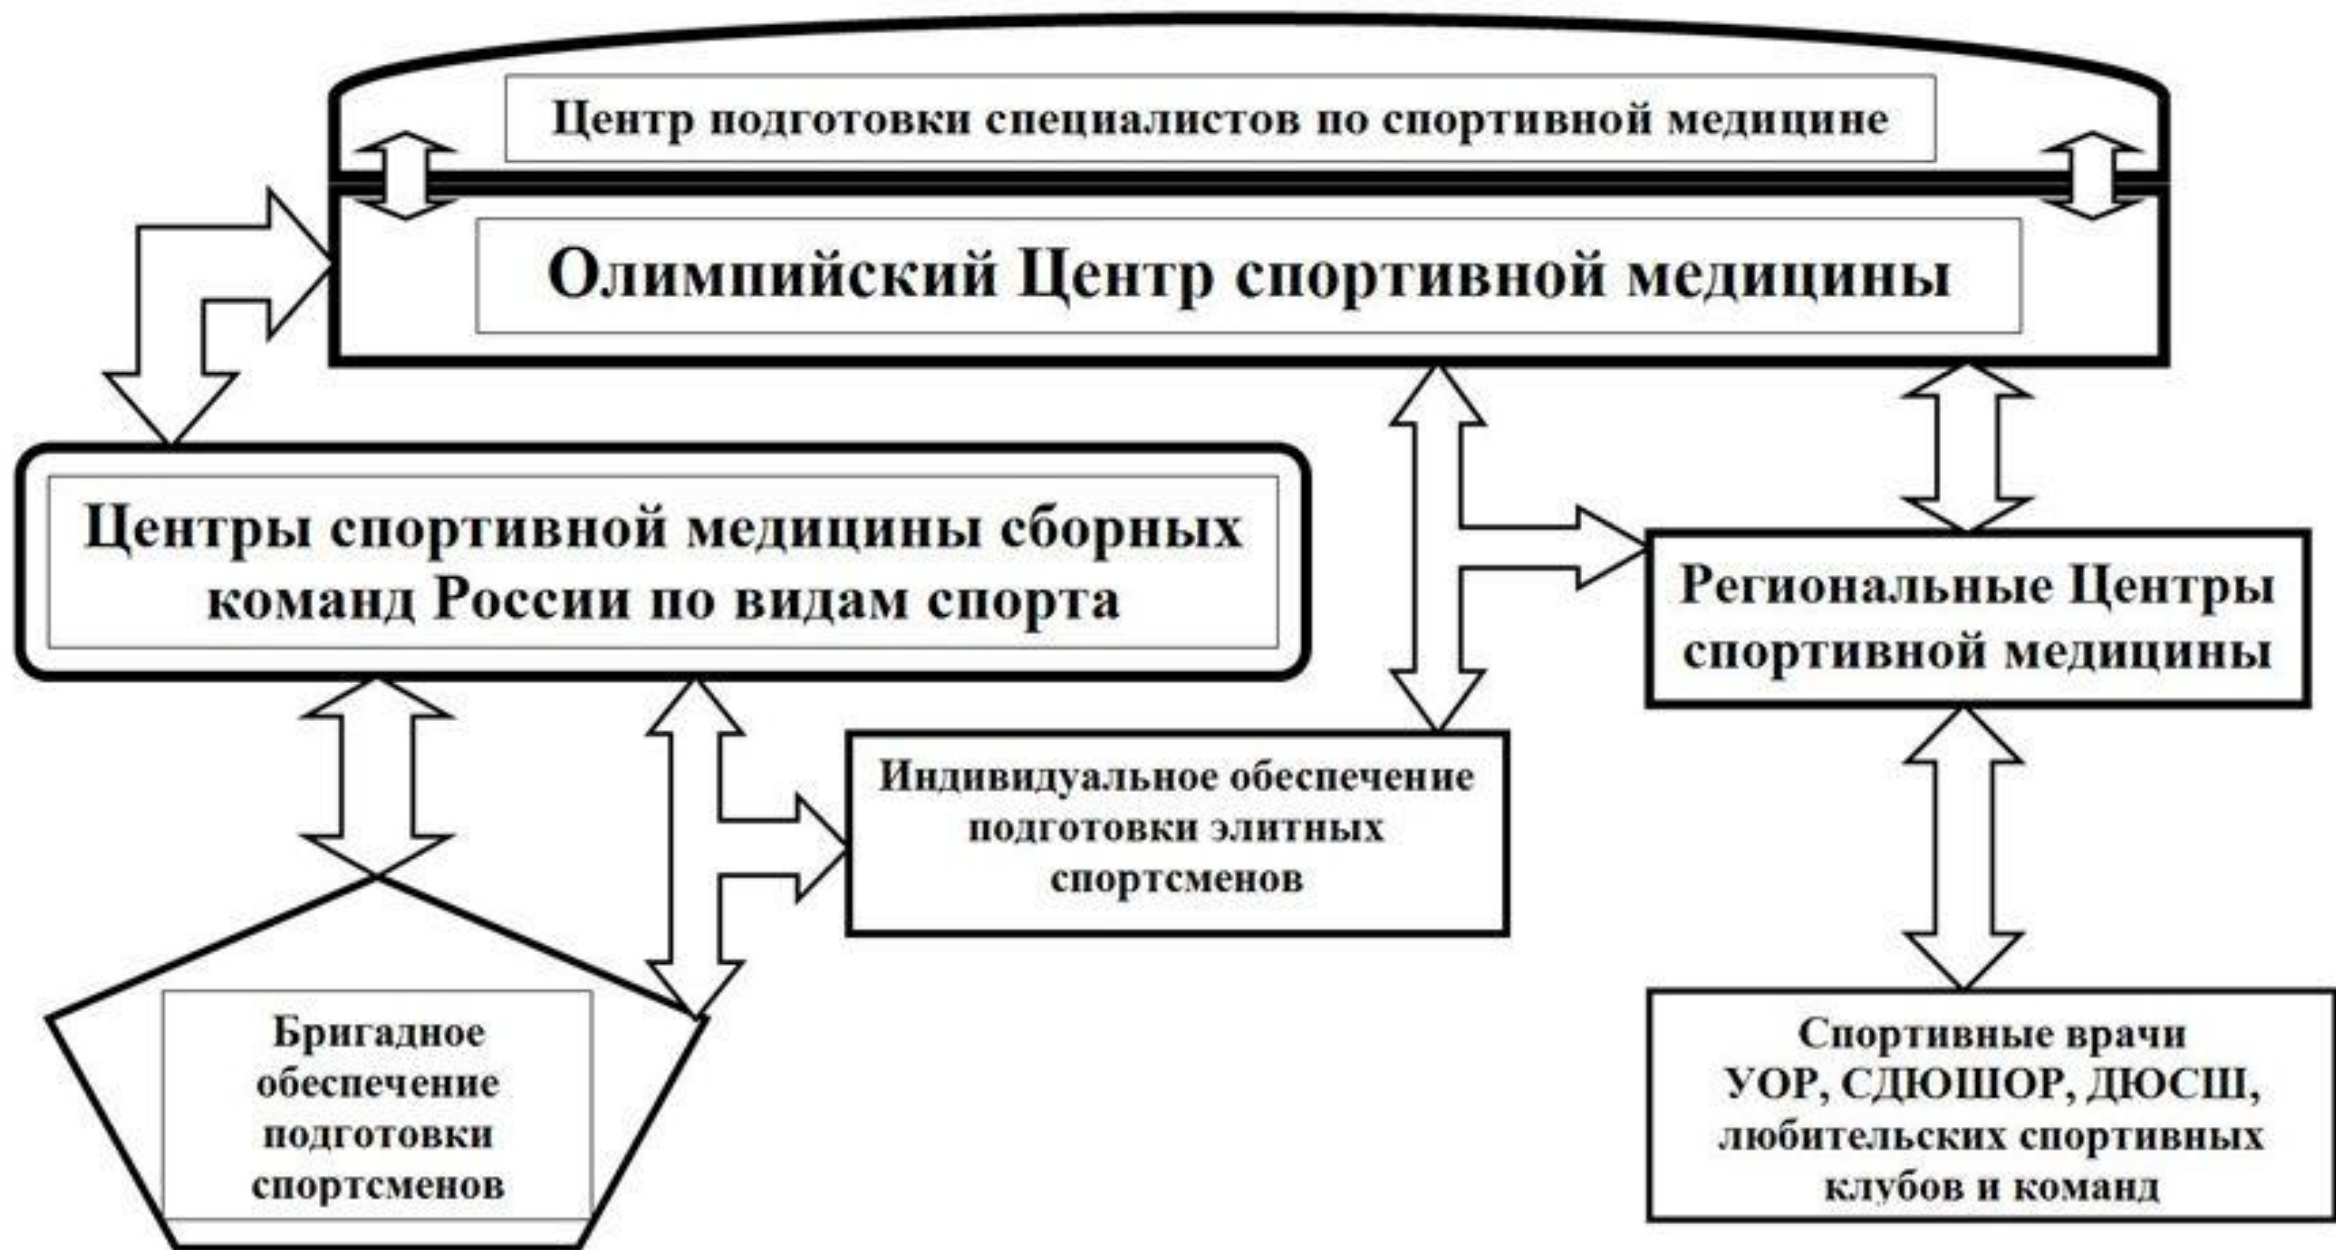 Центр подготовки специалистов по спортивной медицине
Олимпийский Центр спортивной медицины
Центры спортивной медицины сборных
команд России по видам спорта
Региональные Центры
спортивной медицины
Индивидуальное обеспечение
подготовки элитных
спортсменов
Бригадное
обеспечение
подготовки
спортсменов
Спортивные врачи
УОР, СДЮШОР, ДЮСШ,
любительских спортивных
клубов и команд